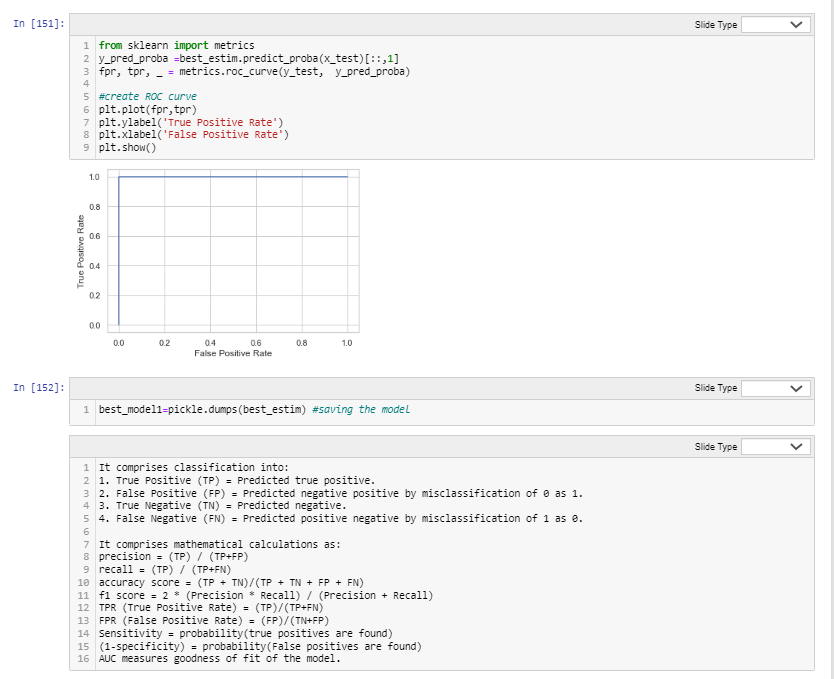 In [151]:
Slide Type
1 from sklearn import metrics
2 y_pred_proba =best_estim.predict_proba(x_test)[::,1]
3 fpr, tpr, _ = metrics.roc_curve(y_test,  y_pred_proba)
4
5 #create ROC curve
6 plt.plot(fpr,tpr)
7 plt.ylabel('True Positive Rate')
8 plt.xlabel('False Positive Rate')
9 plt.show()
1.0
0.8
0.6
0.4
0.2
0.0
True Positive Rate
0.0 0.2 0.4 0.6 0.8 1.0
False Positive Rate
In [152]:
Slide Type
1 best_model1=pickle.dumps(best_estim) #saving the model
Slide Type
1 It comprises classification into:
2 1. True Positive (TP) = Predicted true positive.
3 2. False Positive (FP) = Predicted negative positive by misclassification of 0 as 1.
4 3. True Negative (TN) = Predicted negative.
5 4. False Negative (FN) = Predicted positive negative by misclassification of 1 as 0.
6
7 It comprises mathematical calculations as:
8 precision = (TP) / (TP+FP)
9 recall = (TP) / (TP+FN)
10 accuracy score = (TP + TN)/(TP + TN + FP + FN)
11 f1 score = 2 * (Precision * Recall) / (Precision + Recall)
12 TPR (True Positive Rate) = (TP)/(TP+FN)
13 FPR (False Positive Rate) = (FP)/(TN+FP)
14 Sensitivity = probability(true positives are found)
15 (1-specificity) = probability(False positives are found)
16 AUC measures goodness of fit of the model.